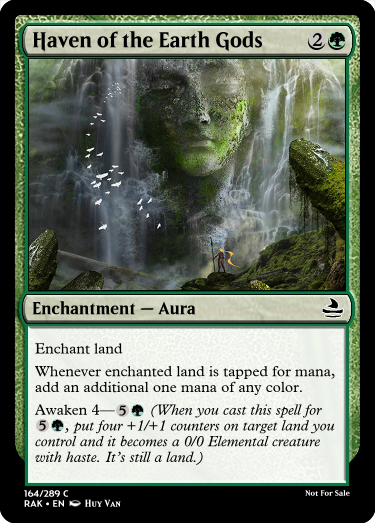 Haven of the Earth Gods 2
Enchantment — Aura
Enchant land
Whenever enchanted land is tapped for mana,
add an additional one mana of any color.
Awaken 4—5 (When you cast this spell for
5, put four +1/+1 counters on target land you
control and it becomes a 0/0 Elemental creature
with haste. It's still a land.)
164/289 C
Not For Sale
RAK • EN Huy Van